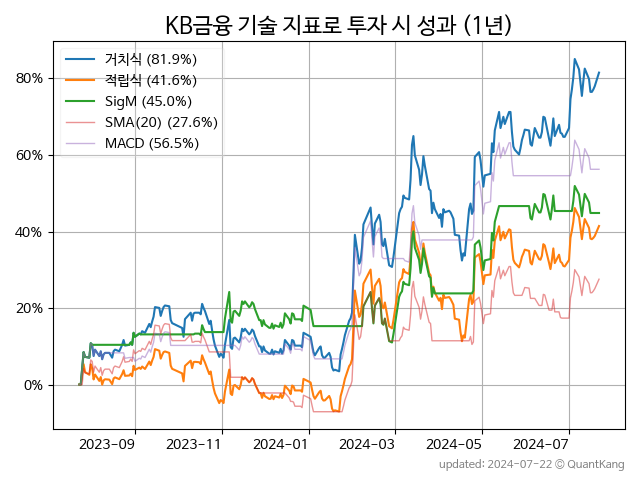 KB금융 기술 지표로 투자 시 성과 (1년)
거치식 (81.9%)
적립식 (41.6%)
SigM (45.0%)
SMA(20) (27.6%)
MACD (56.5%)
80%
60%
40%
20%
0%
2023-09 2023-11 2024-01 2024-03 2024-05 2024-07
updated: 2024-07-22 © QuantKang